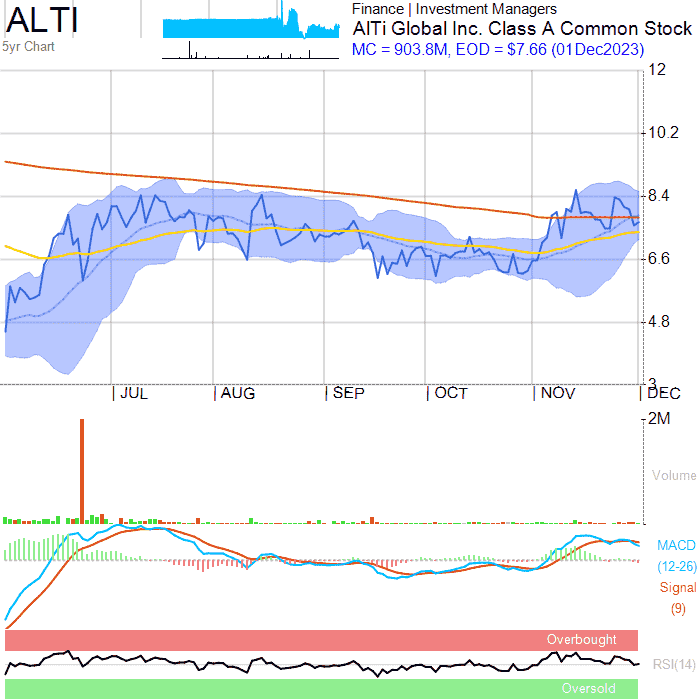 ALTI
5yr Chart
Finance | Investment Managers
AlTi Global Inc. Class A Common Stock
MC = 903.8M, EOD = $7.66 (01Dec2023)
12
10.2
8.4
6.6
4.8
3
JUL
AUG
SEP
OCT
NOV
DEC
2M
Volume
MACD
(12-26)
Signal
(9)
Overbought
RSI(14)
Oversold